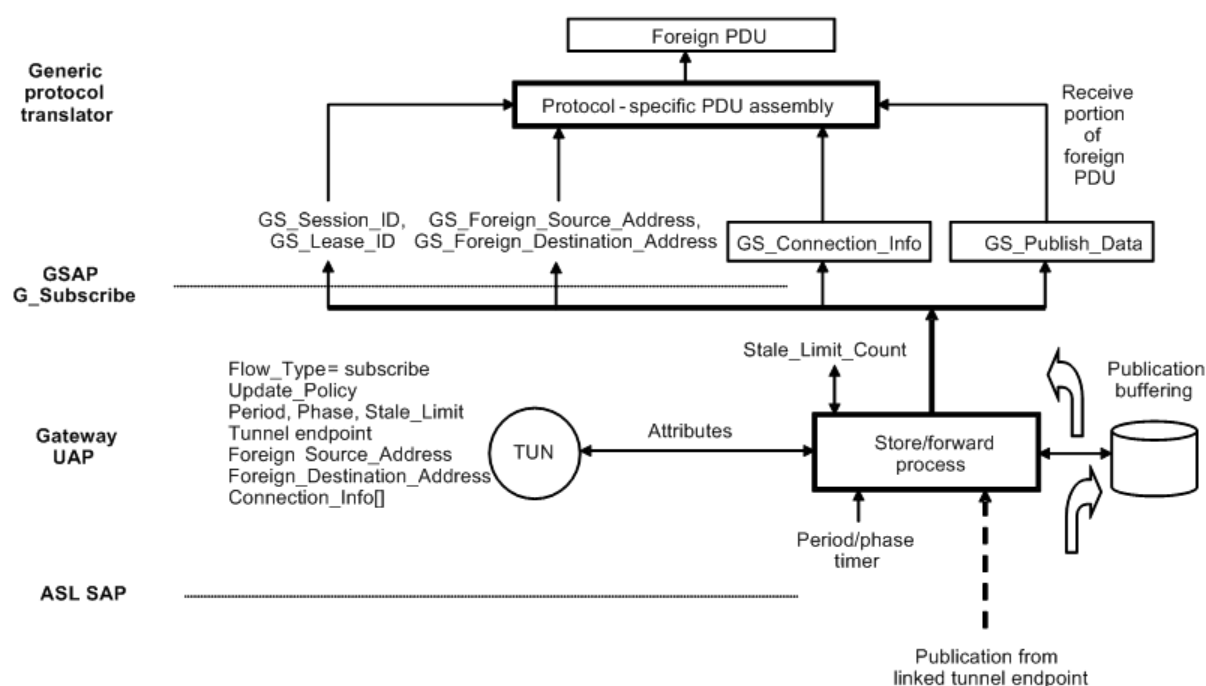 Foreign PDU
Generic
protocol
translator
Protocol - specific PDU assembly
Receive
portion
of
foreign
PDU
GS_Session_ID,
GS_Lease_ID
GS_Foreign_Source_Address,
GS_Foreign_Destination_Address
GS_Connection_Info
GS_Publish_Data
GSAP
G_Subscribe
Stale_Limit_Count
Publication
buffering
Flow_Type= subscribe
Update_Policy
Period, Phase, Stale_Limit
Tunnel endpoint
Foreign Source_Address
Foreign_Destination_Address
Connection_Info[]
Gateway
UAP
TUN
Attributes
Store/forward
process
Period/phase
timer
ASL SAP
Publication from
linked tunnel endpoint